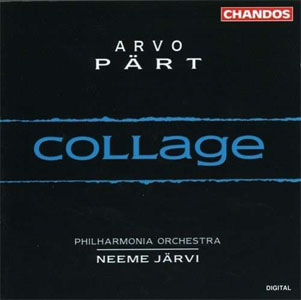 CHANDOS
ARVO
PÄRT
COLLAGE
PHILHARMONIA ORCHESTRA
NEEME JÄRVI
DIGITAL